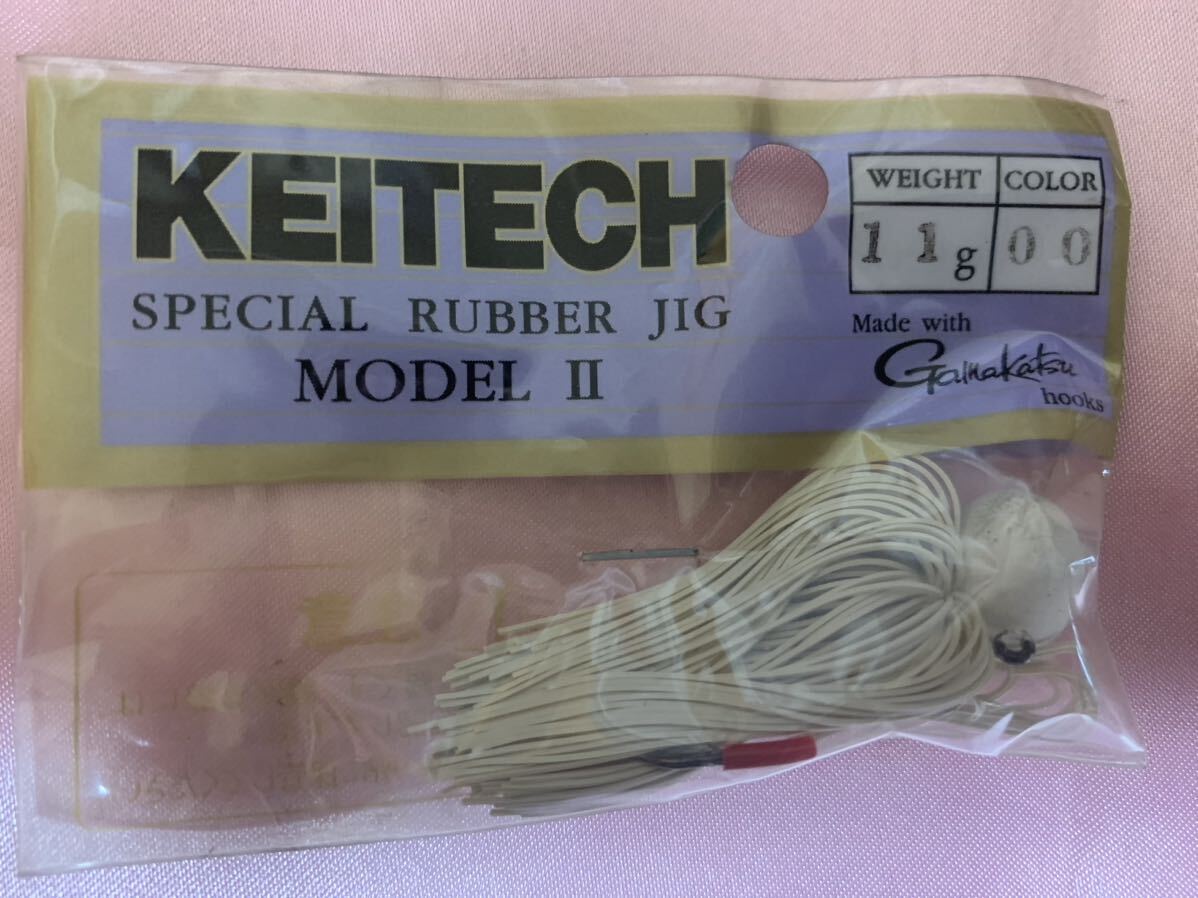 KEITECH
SPECIAL RUBBER JIG
MODEL II
WEIGHT COLOR
11g 00
Made with
Gamakatsu
hooks